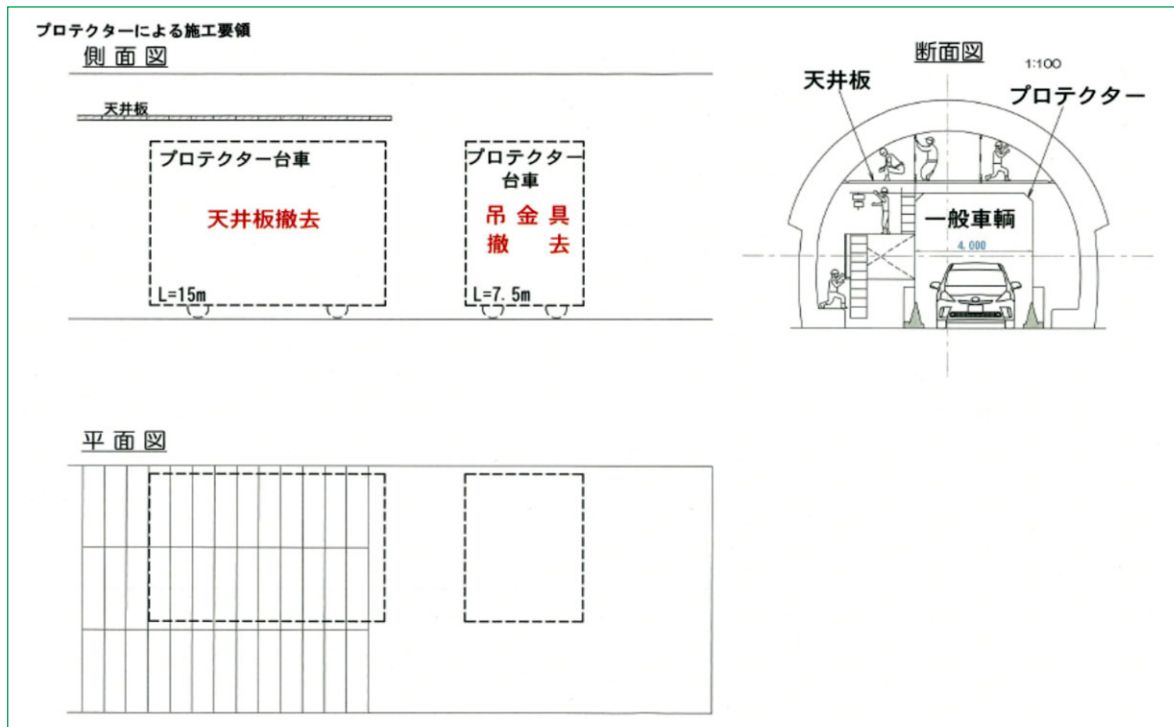 プロテクターによる施工要領
側面図
天井板
プロテクター台車
天井板撤去
L=15m
プロテクター
台車
吊金具
撤去
L=7.5m
断面図
1:100
天井板
プロテクター
一般車輌
4.000
平面図